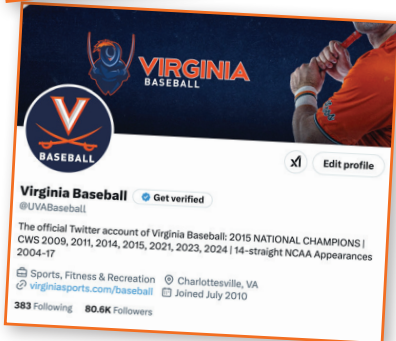 VIRGINIA
BASEBALL
V
BASEBALL
Edit profile
Virginia Baseball Get verified
@UVABaseball
The official Twitter account of Virginia Baseball: 2015 NATIONAL CHAMPIONS |
CWS 2009, 2011, 2014, 2015, 2021, 2023, 2024 | 14-straight NCAA Appearances
2004-17
Sports, Fitness & Recreation Charlottesville, VA
virginiasports.com/baseball Joined July 2010
383 Following 80.6K Followers